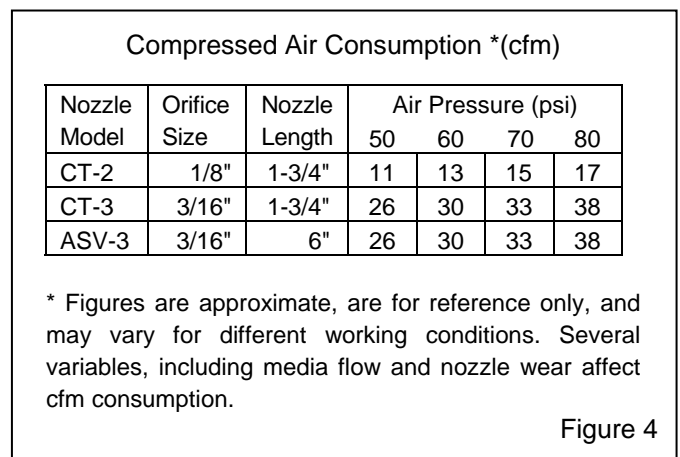 Compressed Air Consumption *(cfm)
Nozzle Orifice Nozzle Air Pressure (psi)
Model Size Length 50 60 70 80
CT-2 1/8" 1-3/4" 11 13 15 17
CT-3 3/16" 1-3/4" 26 30 33 38
ASV-3 3/16" 6" 26 30 33 38
* Figures are approximate, are for reference only, and
may vary for different working conditions. Several
variables, including media flow and nozzle wear affect
cfm consumption.
Figure 4